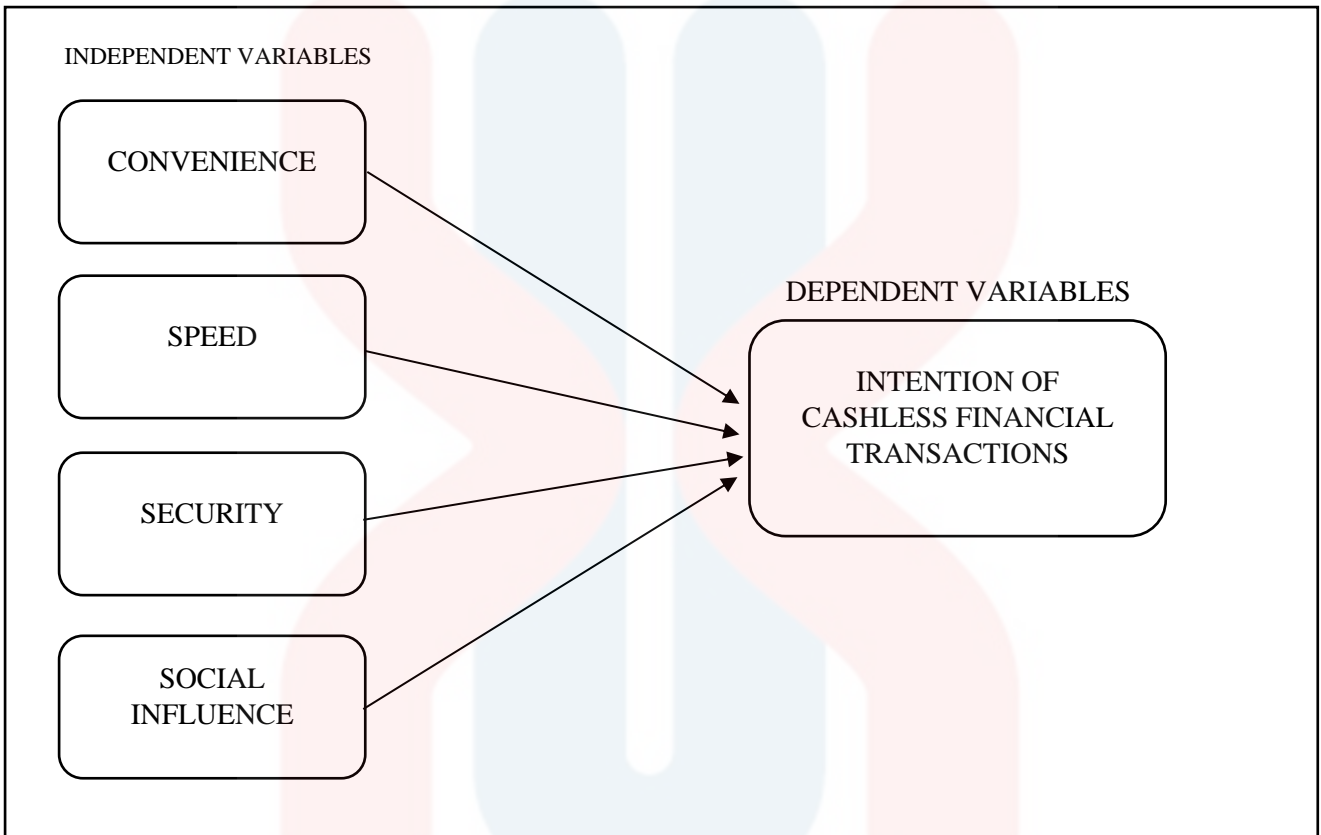 INDEPENDENT VARIABLES
CONVENIENCE
SPEED
SECURITY
SOCIAL
INFLUENCE
DEPENDENT VARIABLES
INTENTION OF
CASHLESS FINANCIAL
TRANSACTIONS